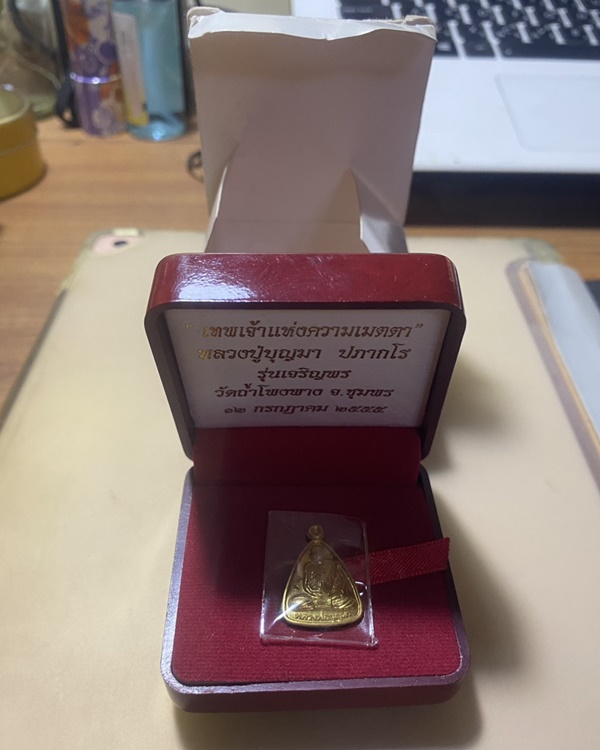 "เทพเจ้าแห่งความเมตตา"
หลวงปู่บุญมา ปภากโร
รุ่นเจริญพร
วัดถ้ำโพงพาง จ.ชุมพร
๑๒ กรกฎาคม ๒๕๕๕